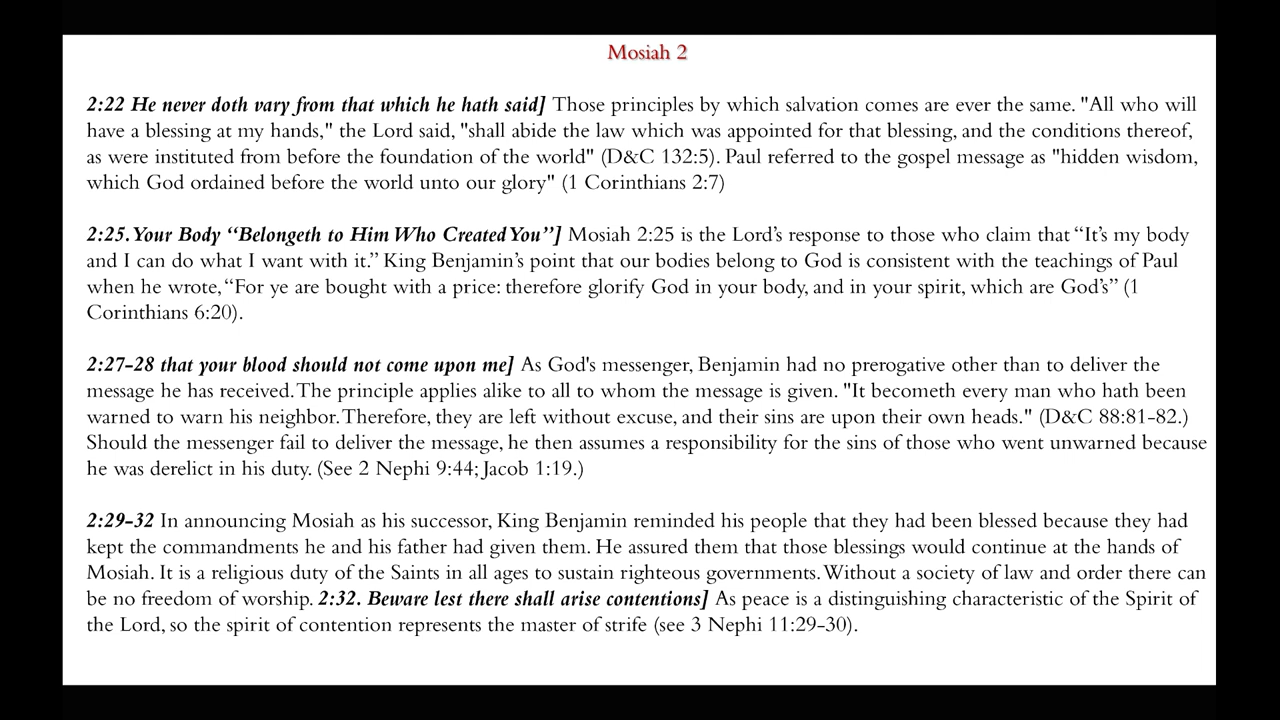 Mosiah 2
2:22 He never doth vary from that which he hath said] Those principles by which salvation comes are ever the same. "All who will
have a blessing at my hands," the Lord said, "shall abide the law which was appointed for that blessing, and the conditions thereof,
as were instituted from before the foundation of the world" (D&C 132:5). Paul referred to the gospel message as "hidden wisdom,
which God ordained before the world unto our glory" (1 Corinthians 2:7)
2:25. Your Body “Belongeth to Him Who Created You”] Mosiah 2:25 is the Lord’s response to those who claim that “It’s my body
and I can do what I want with it.” King Benjamin’s point that our bodies belong to God is consistent with the teachings of Paul
when he wrote, “For ye are bought with a price: therefore glorify God in your body, and in your spirit, which are God’s” (1
Corinthians 6:20).
2:27-28 that your blood should not come upon me] As God's messenger, Benjamin had no prerogative other than to deliver the
message he has received. The principle applies alike to all to whom the message is given. "It becometh every man who hath been
warned to warn his neighbor. Therefore, they are left without excuse, and their sins are upon their own heads." (D&C 88:81-82.)
Should the messenger fail to deliver the message, he then assumes a responsibility for the sins of those who went unwarned because
he was derelict in his duty. (See 2 Nephi 9:44; Jacob 1:19.)
2:29-32 In announcing Mosiah as his successor, King Benjamin reminded his people that they had been blessed because they had
kept the commandments he and his father had given them. He assured them that those blessings would continue at the hands of
Mosiah. It is a religious duty of the Saints in all ages to sustain righteous governments. Without a society of law and order there can
be no freedom of worship. 2:32. Beware lest there shall arise contentions] As peace is a distinguishing characteristic of the Spirit of
the Lord, so the spirit of contention represents the master of strife (see 3 Nephi 11:29-30).